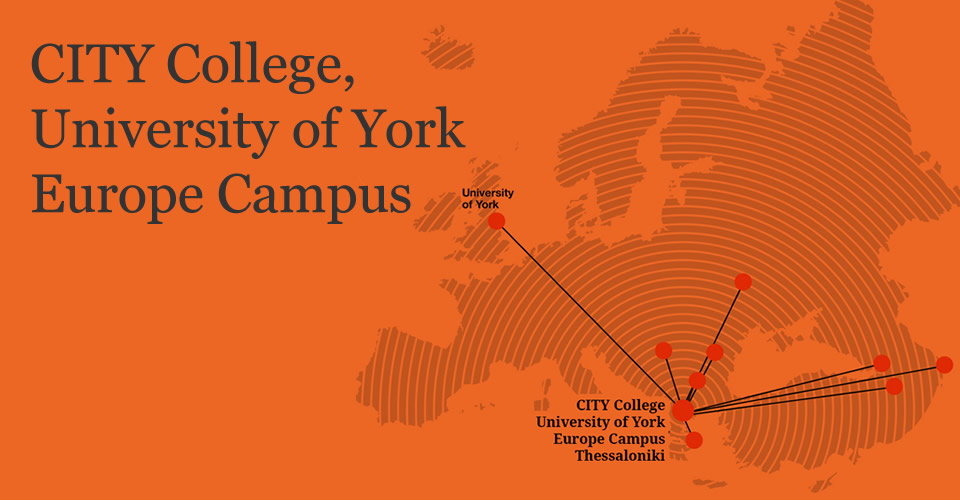 CITY College,
University of York
Europe Campus
University
of York
CITY College
University of York
Europe Campus
Thessaloniki